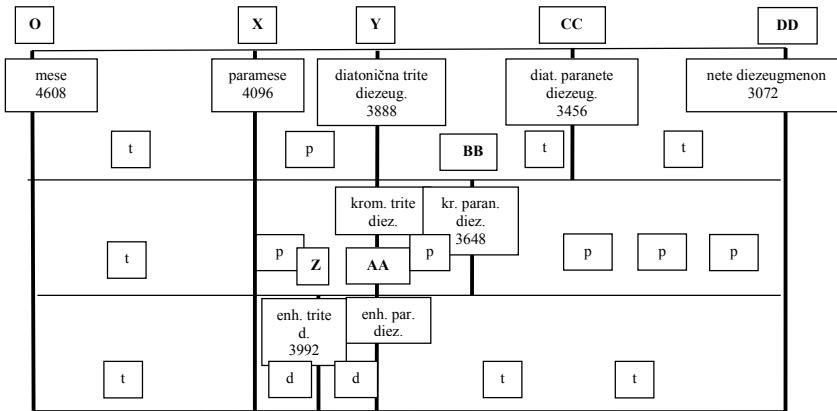 O X Y CC DD
mese
4608
paramese
4096
diatonična trite
diezeug.
3888
diat. paranete
diezeug.
3456
nete diezeugmenon
3072
t p BB t t
krom. trite
diez.
kr. paran.
diez.
3648
t p Z AA p p p p
enh. trite
d.
3992
enh. par.
diez.
t d d t t